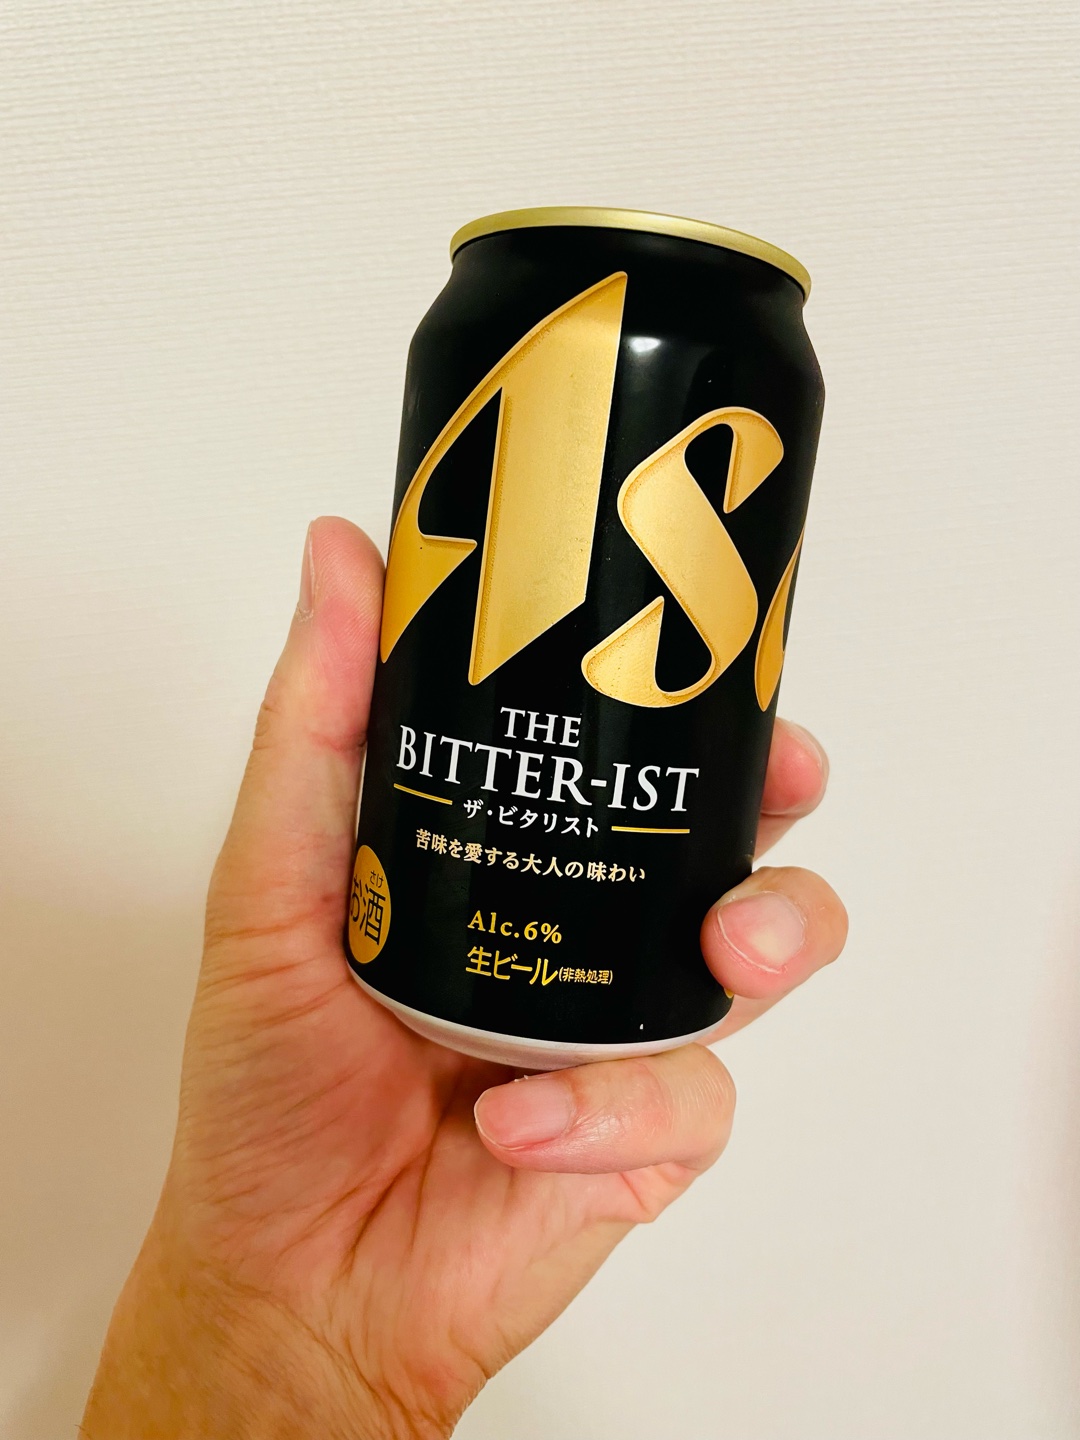 Asa
THE
BITTER-IST
ザ・ビタリスト
苦味を愛する大人の味わい
さけ
お酒
Alc.6%
生ビール(非熱処理)